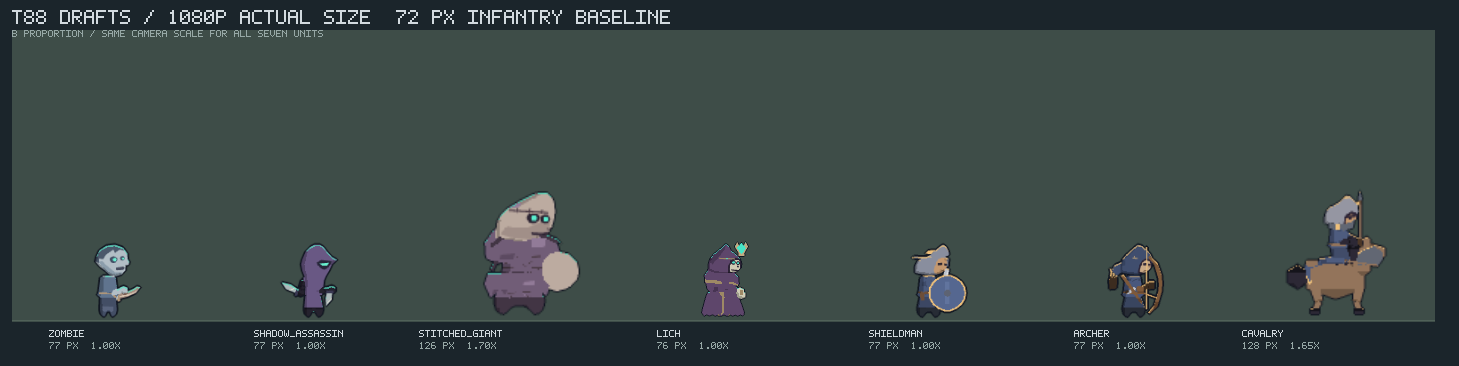 T88 DRAFTS / 1080P ACTUAL SIZE  72 PX INFANTRY BASELINE
B PROPORTION / SAME CAMERA SCALE FOR ALL SEVEN UNITS
ZOMBIE
77 PX  1.00X
SHADOW_ASSASSIN
77 PX  1.00X
STITCHED_GIANT
126 PX  1.70X
LICH
76 PX  1.00X
SHIELDMAN
77 PX  1.00X
ARCHER
77 PX  1.00X
CAVALRY
128 PX  1.65X